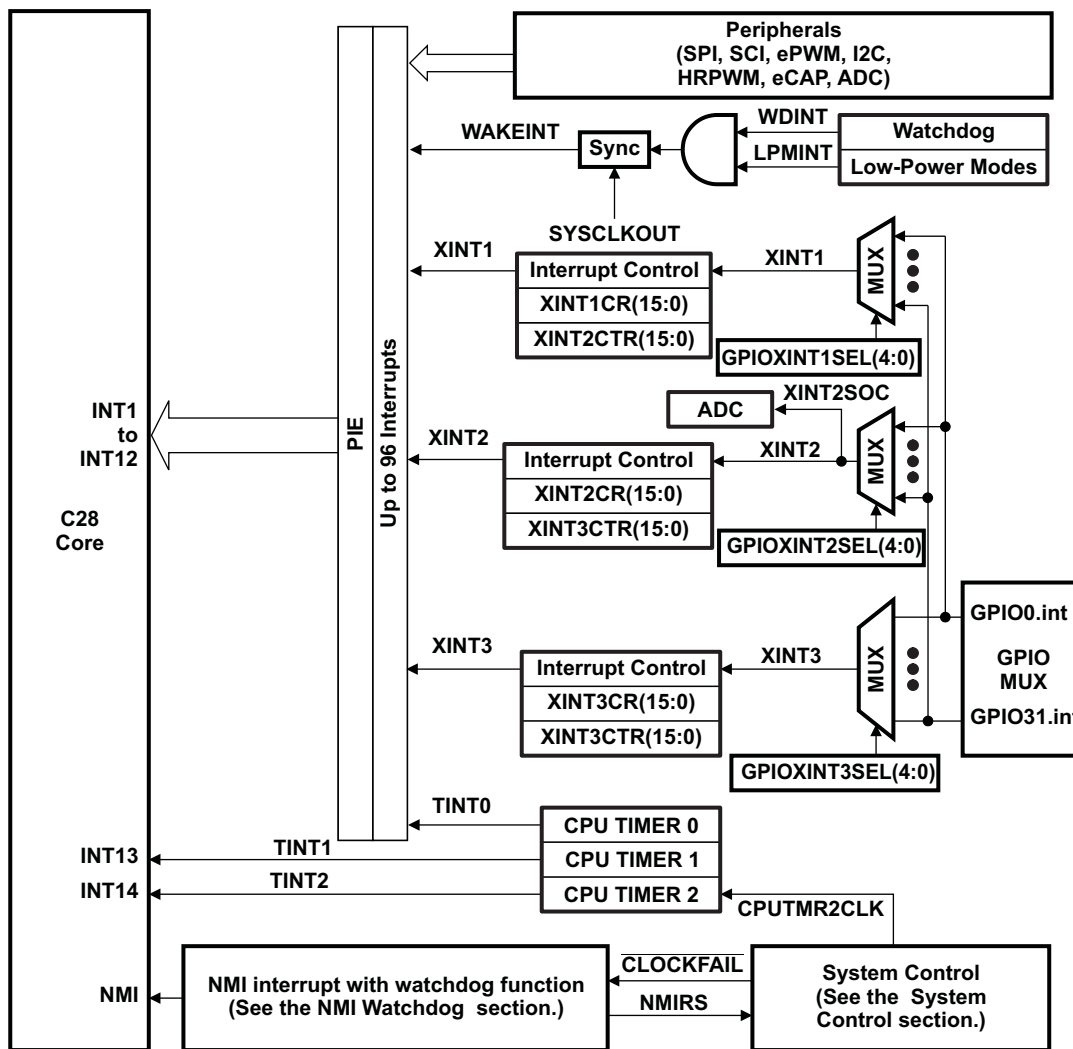 Peripherals
(SPI, SCI, ePWM, I2C,
HRPWM, eCAP, ADC)
WDINT
Watchdog
WAKEINT
Sync
LPMINT
Low-Power Modes
SYSCLKOUT
XINT1
Interrupt Control
XINT1
MUX
XINT1CR(15:0)
XINT2CTR(15:0)
GPIOXINT1SEL(4:0)
XINT2SOC
ADC
INT1
to
INT12
PIE
Up to 96 Interrupts
XINT2
Interrupt Control
XINT2
MUX
XINT2CR(15:0)
XINT3CTR(15:0)
C28
Core
GPIOXINT2SEL(4:0)
GPIO0.int
XINT3
Interrupt Control
XINT3
MUX
GPIO
MUX
XINT3CR(15:0)
XINT3CTR(15:0)
GPIO31.int
GPIOXINT3SEL(4:0)
TINT0
CPU TIMER 0
INT13
TINT1
CPU TIMER 1
INT14
TINT2
CPU TIMER 2
CPUTMR2CLK
NMI
NMI interrupt with watchdog function
(See the NMI Watchdog section.)
CLOCKFAIL
NMIRS
System Control
(See the System
Control section.)